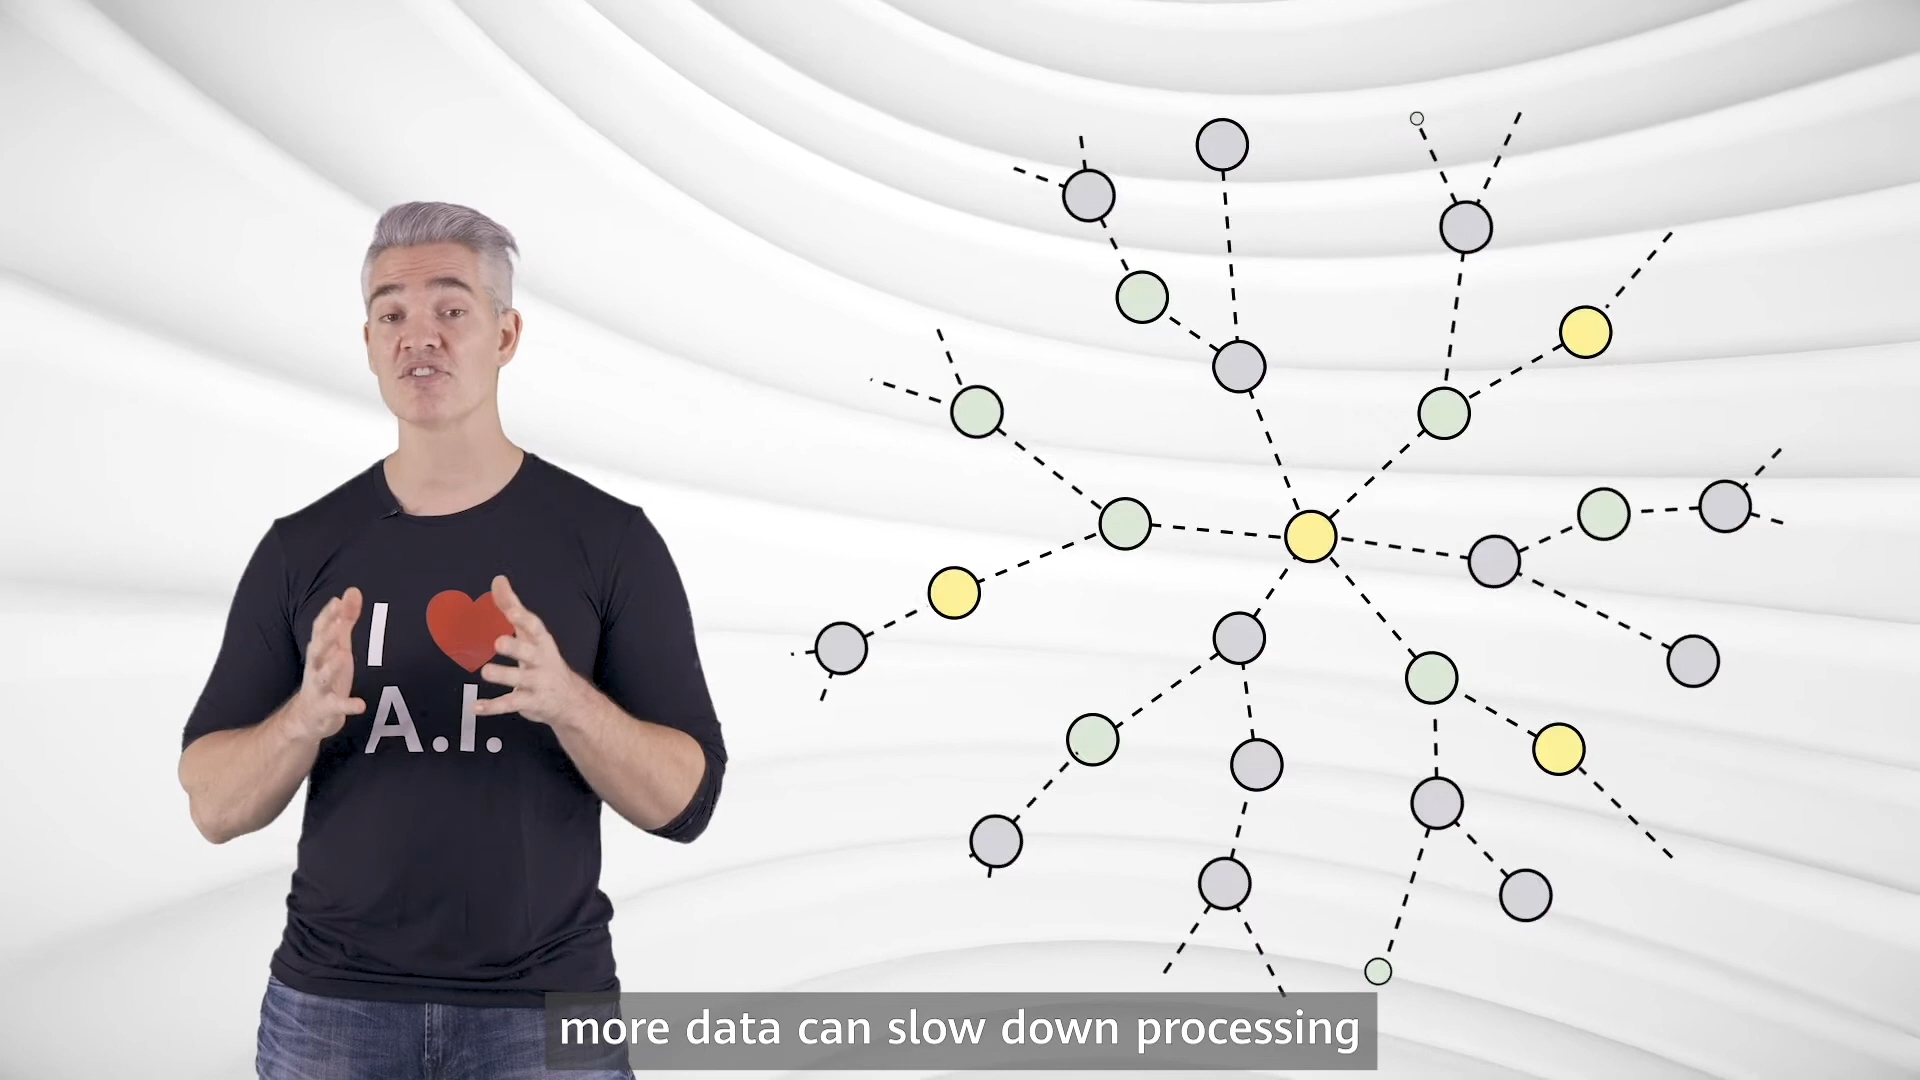 I ❤
A.I.
more data can slow down processing